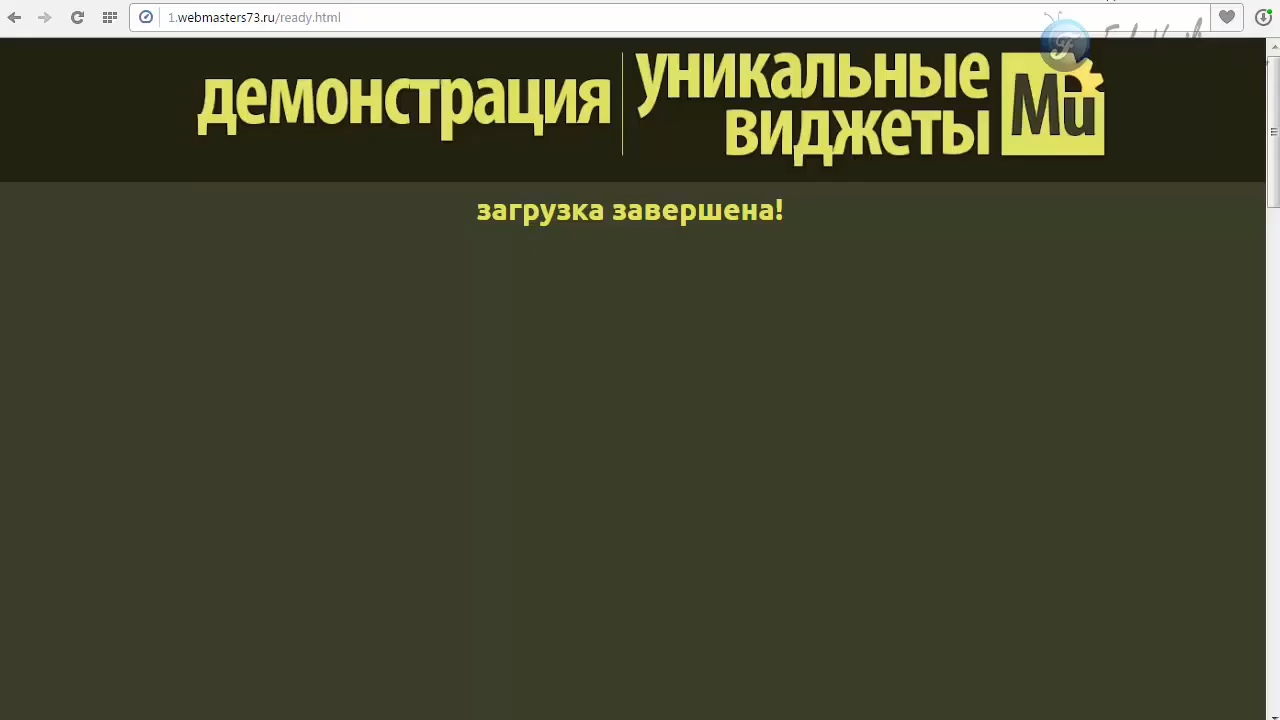 1.webmasters73.ru/ready.html
демонстрация
уникальные
виджеты
Mu
загрузка завершена!